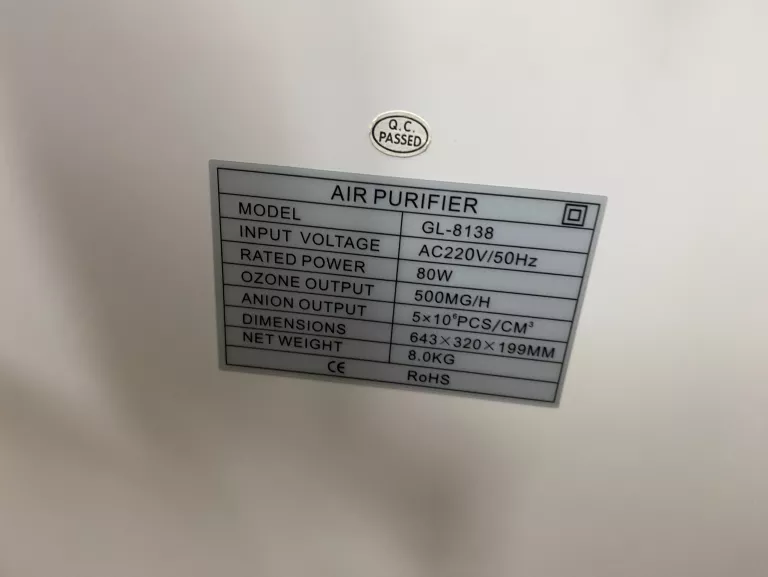 Q.C.
PASSED
AIR PURIFIER
MODEL GL-8138
INPUT VOLTAGE AC220V/50Hz
RATED POWER 80W
OZONE OUTPUT 500MG/H
ANION OUTPUT 5×10⁶PCS/CM³
DIMENSIONS 643×320×199MM
NET WEIGHT 8.0KG
CE RoHS